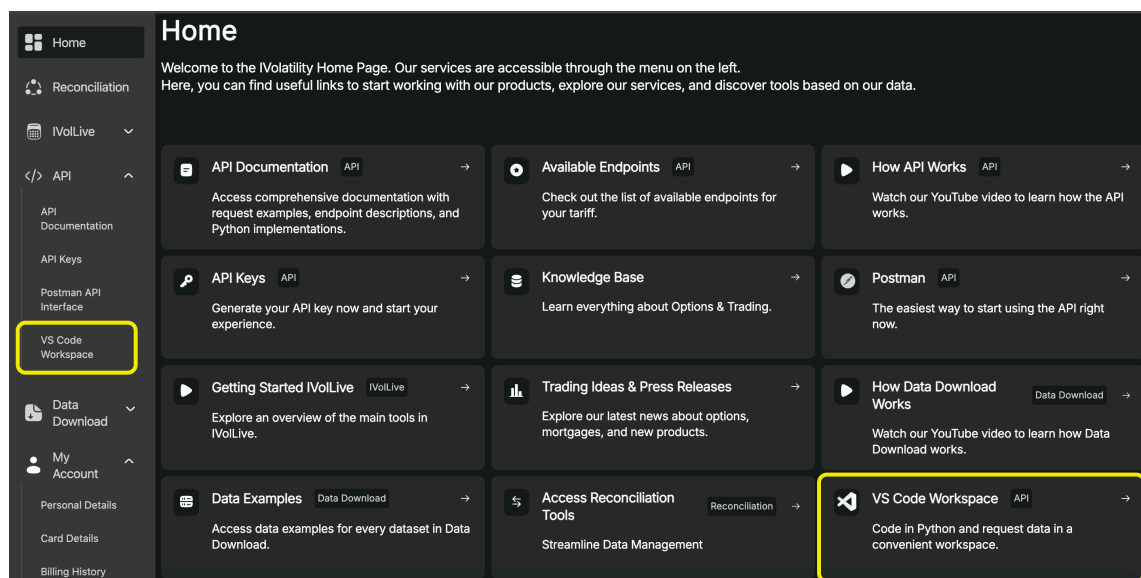 Home
Reconciliation
IVolLive
API
API
Documentation
API Keys
Postman API
Interface
VS Code
Workspace
Data
Download
My
Account
Personal Details
Card Details
Billing History
Home
Welcome to the IVolatility Home Page. Our services are accessible through the menu on the left.
Here, you can find useful links to start working with our products, explore our services, and discover tools based on our data.
API Documentation API
Access comprehensive documentation with
request examples, endpoint descriptions, and
Python implementations.
Available Endpoints API
Check out the list of available endpoints for
your tariff.
How API Works API
Watch our YouTube video to learn how the API
works.
API Keys API
Generate your API key now and start your
experience.
Knowledge Base
Learn everything about Options & Trading.
Postman API
The easiest way to start using the API right
now.
Getting Started IVolLive IVolLive
Explore an overview of the main tools in
IVolLive.
Trading Ideas & Press Releases
Explore our latest news about options,
mortgages, and new products.
How Data Download
Works
Data Download
Watch our YouTube video to learn how Data
Download works.
Data Examples Data Download
Access data examples for every dataset in Data
Download.
Access Reconciliation
Tools
Reconciliation
Streamline Data Management
VS Code Workspace API
Code in Python and request data in a
convenient workspace.